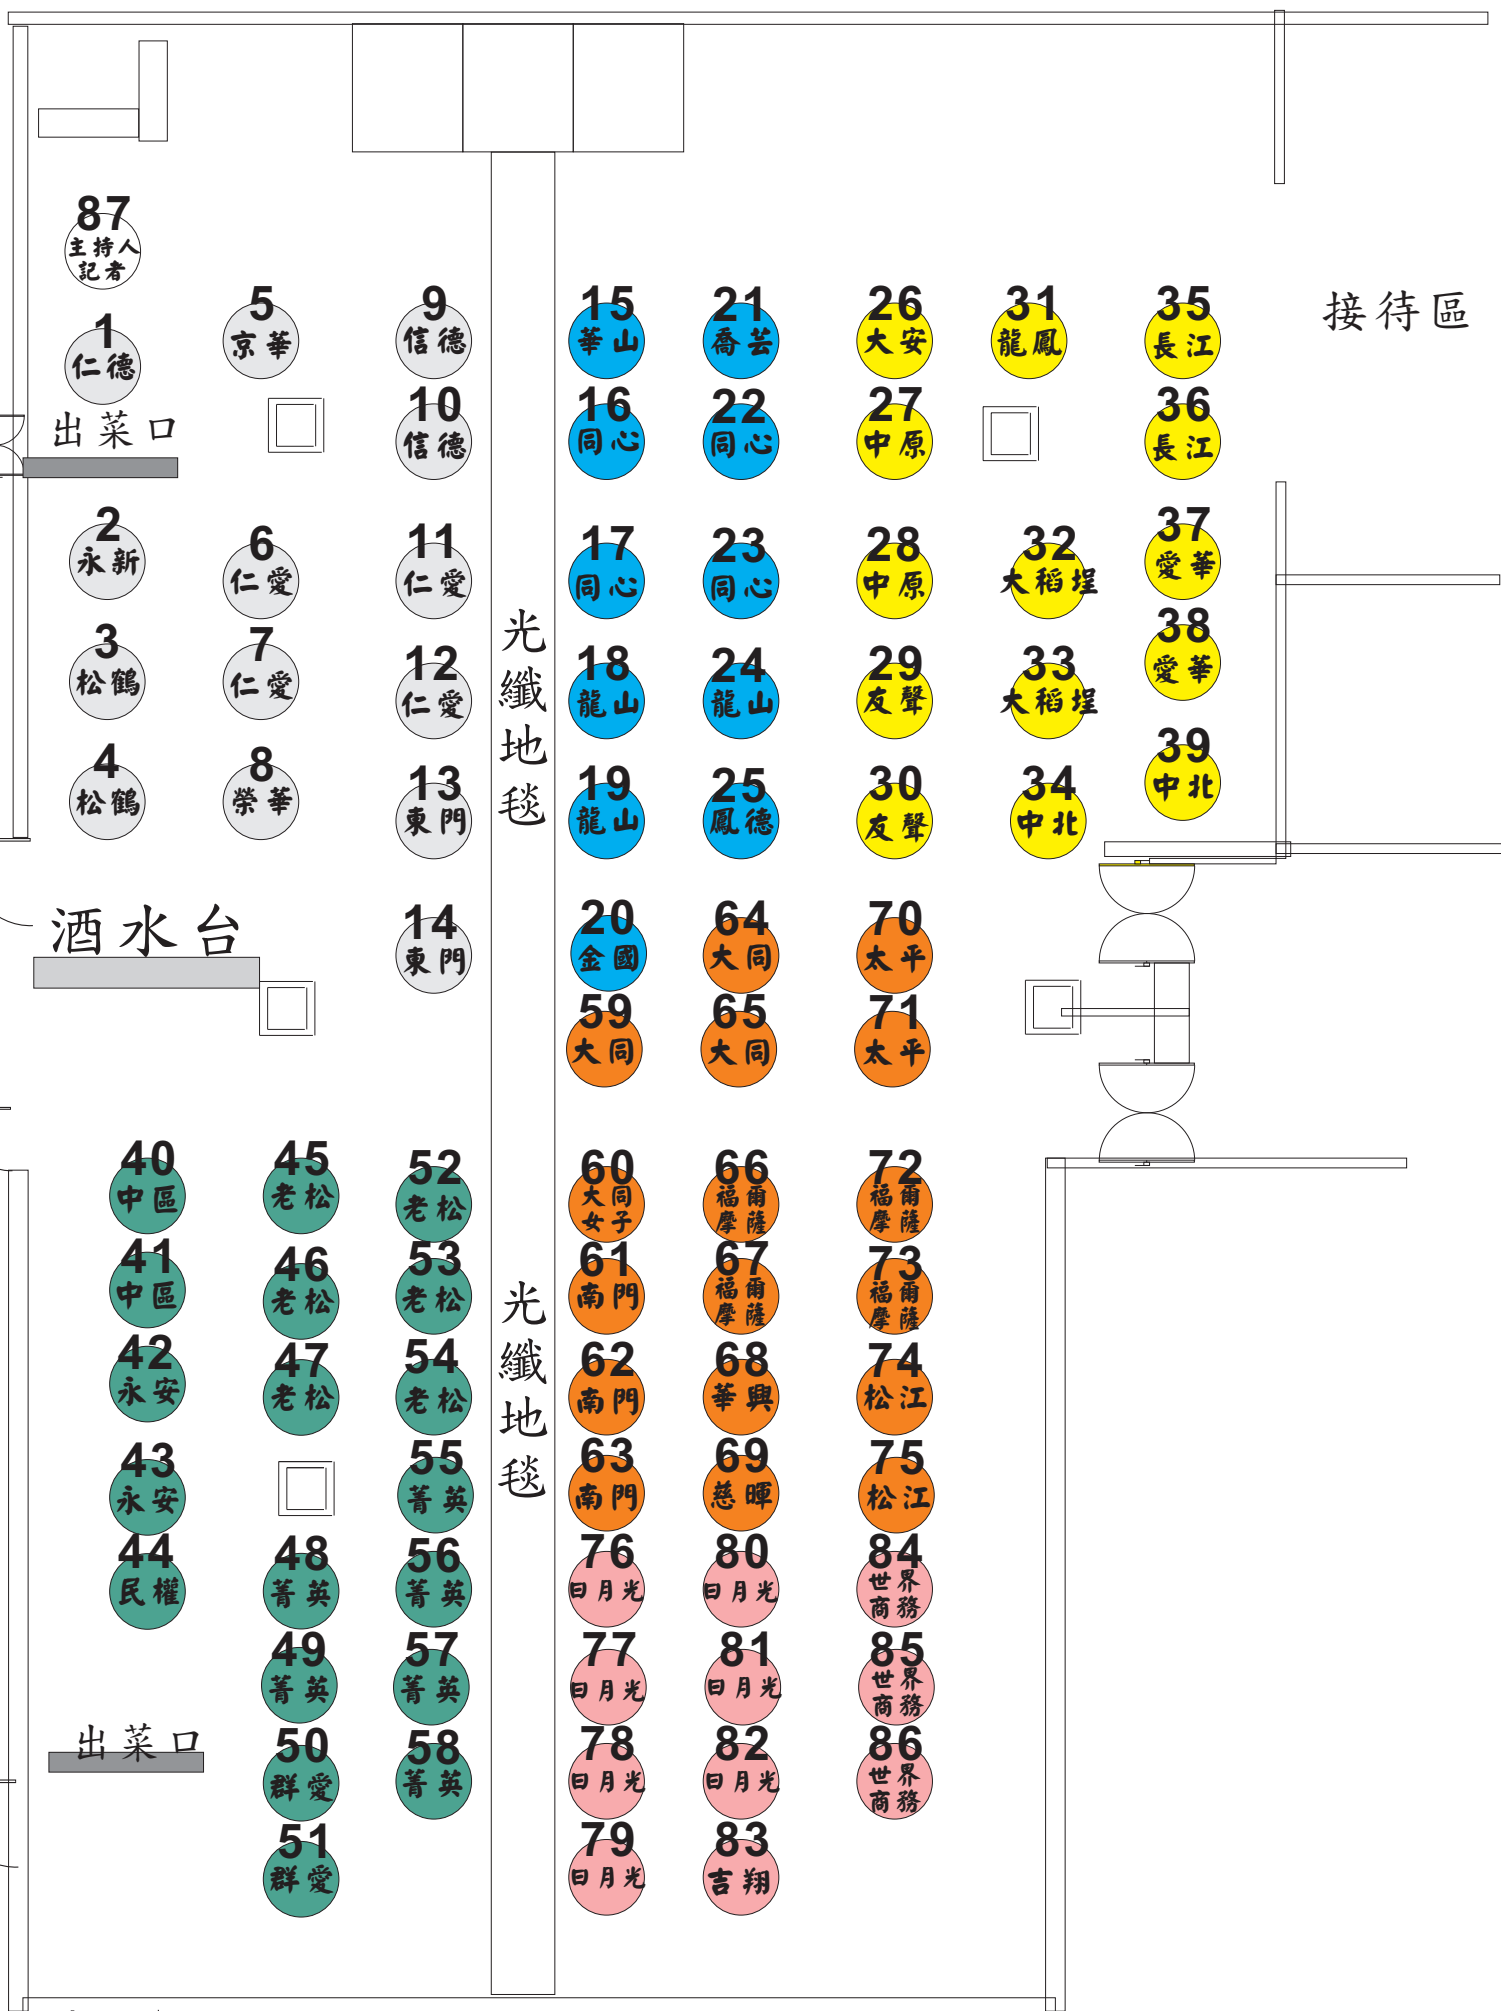 87
主持人
記者
1
仁德
出菜口
2
永新
3
松鶴
4
松鶴
5
京華
6
仁愛
7
仁愛
8
榮華
9
信德
10
信德
11
仁愛
12
仁愛
13
東門
14
東門
光纖地毯
15
華山
16
同心
17
同心
18
龍山
19
龍山
20
金國
59
大同
21
喬芸
22
同心
23
同心
24
龍山
25
鳳德
64
大同
65
大同
26
大安
27
中原
28
中原
29
友聲
30
友聲
70
太平
71
太平
31
龍鳳
32
大稻埕
33
大稻埕
34
中北
35
長江
36
長江
37
愛華
38
愛華
39
中北
接待區
酒水台
40
中區
41
中區
42
永安
43
永安
44
民權
出菜口
45
老松
46
老松
47
老松
48
菁英
49
菁英
50
群愛
51
群愛
52
老松
53
老松
54
老松
55
菁英
56
菁英
57
菁英
58
菁英
光纖地毯
60
大同
女子
61
南門
62
南門
63
南門
76
日月光
77
日月光
78
日月光
79
日月光
66
福爾
摩薩
67
福爾
摩薩
68
華興
69
慈暉
80
日月光
81
日月光
82
日月光
83
吉翔
72
福爾
摩薩
73
福爾
摩薩
74
松江
75
松江
84
世界
商務
85
世界
商務
86
世界
商務